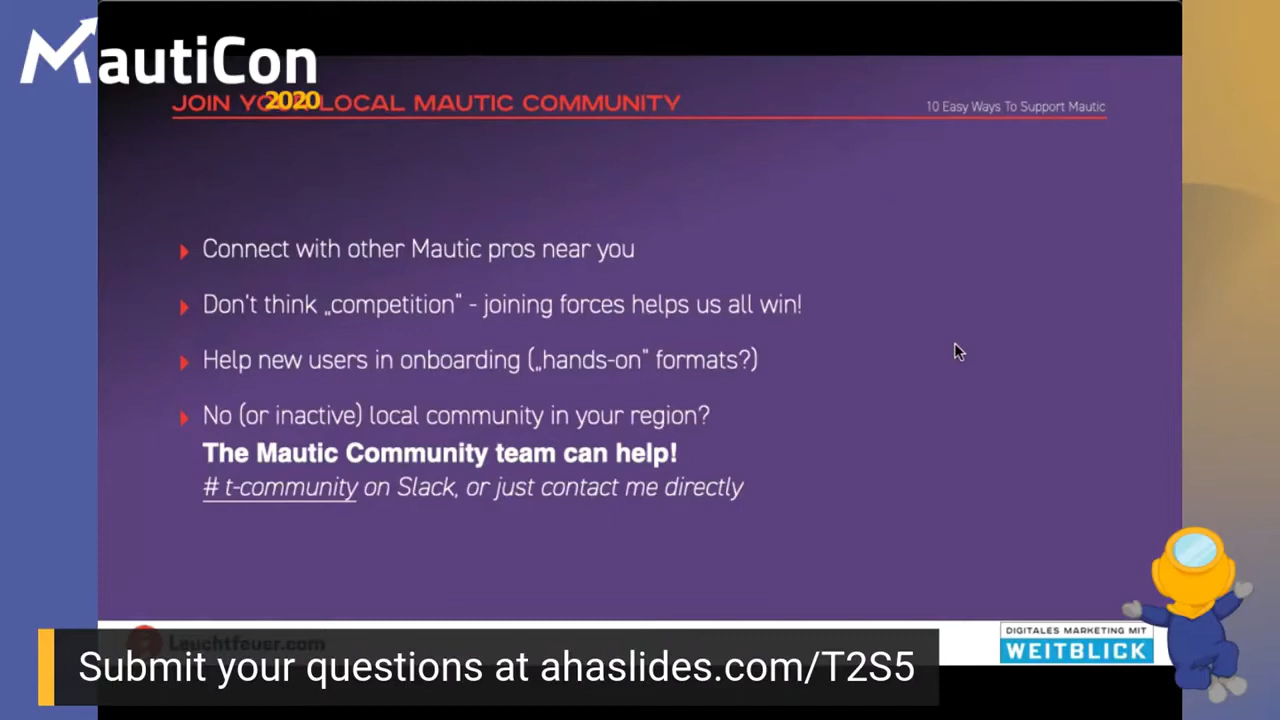 MautiCon
2020
JOIN YOUR LOCAL MAUTIC COMMUNITY
10 Easy Ways To Support Mautic
Connect with other Mautic pros near you
Don't think „competition" - joining forces helps us all win!
Help new users in onboarding („hands-on" formats?)
No (or inactive) local community in your region?
The Mautic Community team can help!
# t-community on Slack, or just contact me directly
Leuchtfeuer.com
DIGITALES MARKETING MIT
WEITBLICK
Submit your questions at ahaslides.com/T2S5